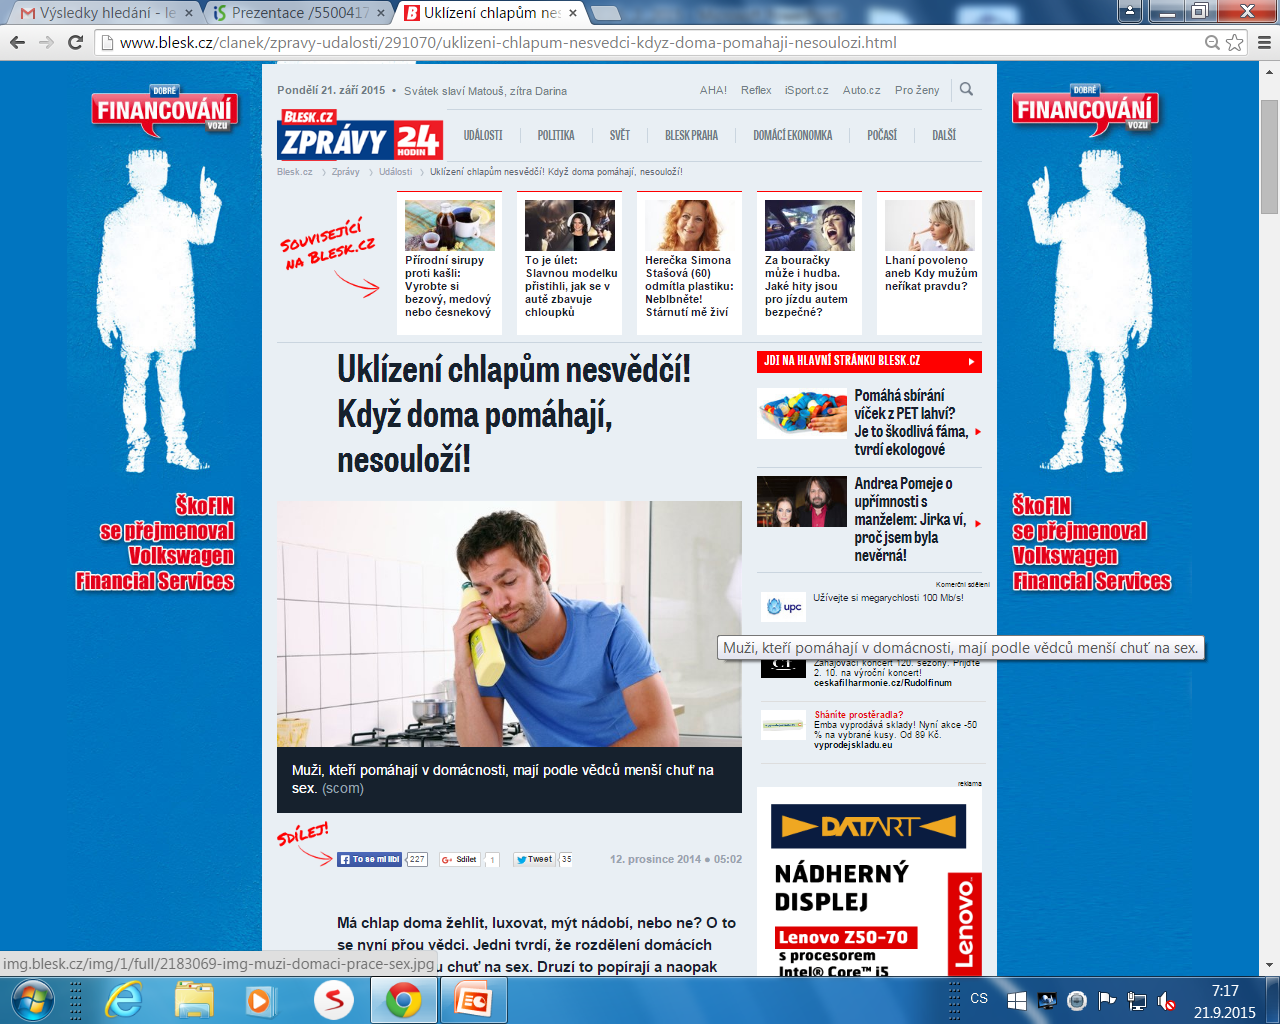 Výsledky hledání - le
Prezentace /5500417
Uklízení chlapům nes
www.blesk.cz/clanek/zpravy-udalosti/291070/uklizeni-chlapum-nesvedci-kdyz-doma-pomahaji-nesoulozi.html
DOBRÉ
FINANCOVÁNÍ
VOZU
ŠkoFIN
se přejmenoval
Volkswagen
Financial Services
Pondělí 21. září 2015 • Svátek slaví Matouš, zítra Darina
AHA! Reflex iSport.cz Auto.cz Pro ženy
BLESK.CZ
ZPRÁVY 24
HODIN
UDÁLOSTI POLITIKA SVĚT BLESK PRAHA DOMÁCÍ EKONOMIKA POČASÍ DALŠÍ
Blesk.cz Zprávy Události Uklízení chlapům nesvědčí! Když doma pomáhají, nesouloží!
SOUVISEJÍCÍ
NA BLESK.CZ
Přírodní sirupy
proti kašli:
Vyrobte si
bezový, medový
nebo česnekový
To je úlet:
Slavnou modelku
přistihli, jak se v
autě zbavuje
chloupků
Herečka Simona
Stašová (60)
odmítla plastiku:
Neblbněte!
Stárnutí mě živí
Za bouračky
může i hudba.
Jaké hity jsou
pro jízdu autem
bezpečné?
Lhaní povoleno
aneb Kdy mužům
neříkat pravdu?
Uklízení chlapům nesvědčí!
Když doma pomáhají,
nesouloží!
Muži, kteří pomáhají v domácnosti, mají podle vědců menší chuť na
sex. (scom)
SDÍLEJ!
To se mi líbí 227 Sdílet 1 Tweet 35 12. prosince 2014 ● 05:02
Má chlap doma žehlit, luxovat, mýt nádobí, nebo ne? O to
se nyní přou vědci. Jedni tvrdí, že rozdělení domácích
u chuť na sex. Druzí to popírají a naopak
JDI NA HLAVNÍ STRÁNKU BLESK.CZ
Pomáhá sbírání
víček z PET lahví?
Je to škodlivá fáma,
tvrdí ekologové
Andrea Pomeje o
upřímnosti s
manželem: Jirka ví,
proč jsem byla
nevěrná!
Komerční sdělení
upc
Užívejte si megarychlosti 100 Mb/s!
Muži, kteří pomáhají v domácnosti, mají podle vědců menší chuť na sex.
Zahajovací koncert 120. sezony. Přijďte
2. 10. na výroční koncert!
ceskafilharmonie.cz/Rudolfinum
Sháníte prostěradla?
Emba vyprodává sklady! Nyní akce -50
% na vybrané kusy. Od 89 Kč.
vyprodejskladu.eu
reklama
DATART
NÁDHERNÝ
DISPLEJ
Lenovo Z50-70
s procesorem
Intel® Core™ i5
Lenovo
DOBRÉ
FINANCOVÁNÍ
VOZU
ŠkoFIN
se přejmenoval
Volkswagen
Financial Services
img.blesk.cz/img/1/full/2183069-img-muzi-domaci-prace-sex.jpg
CS
7:17
21.9.2015